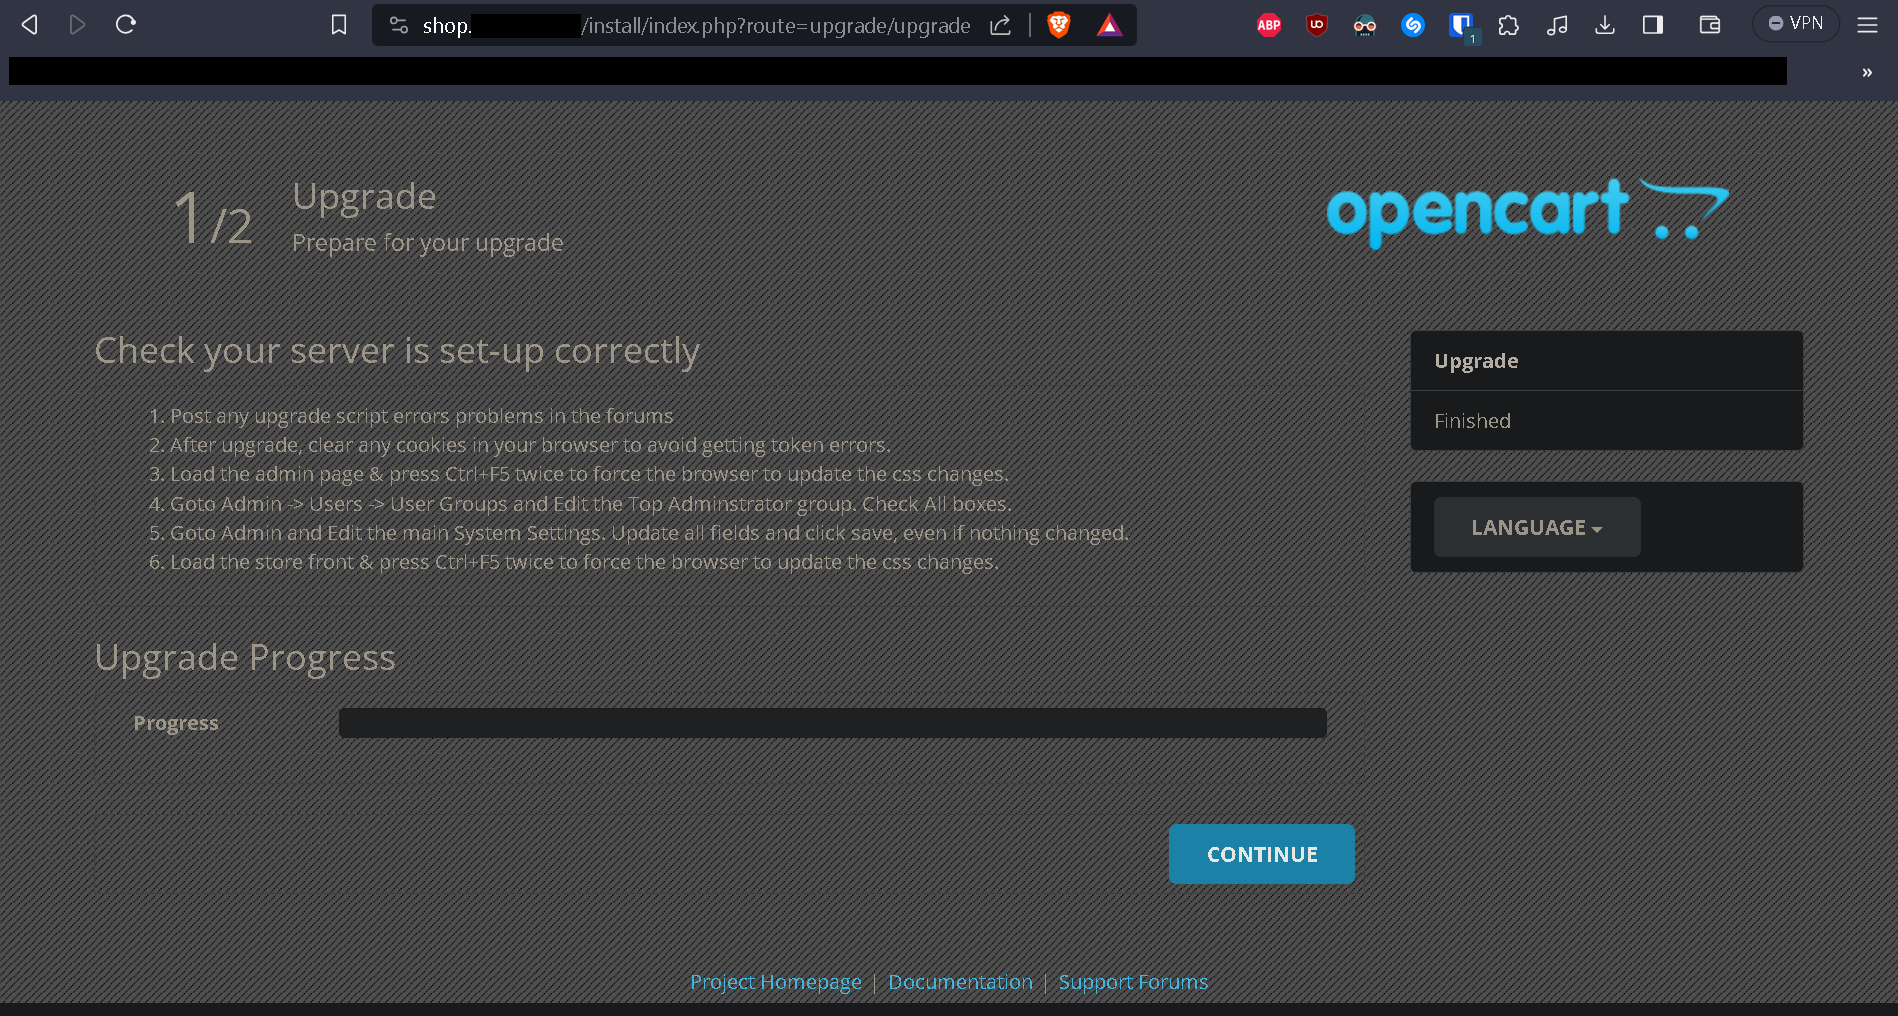 shop.
/install/index.php?route=upgrade/upgrade
ABP
UO
1
VPN
»
1/2
Upgrade
Prepare for your upgrade
opencart
Check your server is set-up correctly
1. Post any upgrade script errors problems in the forums
2. After upgrade, clear any cookies in your browser to avoid getting token errors.
3. Load the admin page & press Ctrl+F5 twice to force the browser to update the css changes.
4. Goto Admin -> Users -> User Groups and Edit the Top Adminstrator group. Check All boxes.
5. Goto Admin and Edit the main System Settings. Update all fields and click save, even if nothing changed.
6. Load the store front & press Ctrl+F5 twice to force the browser to update the css changes.
Upgrade
Finished
LANGUAGE
Upgrade Progress
Progress
CONTINUE
Project Homepage | Documentation | Support Forums